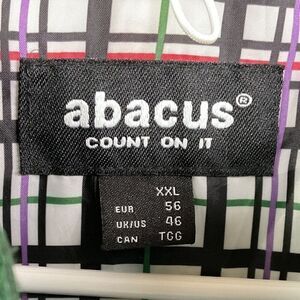 abacus®
COUNT ON IT
XXL
EUR 56
UK/US 46
CAN TGG